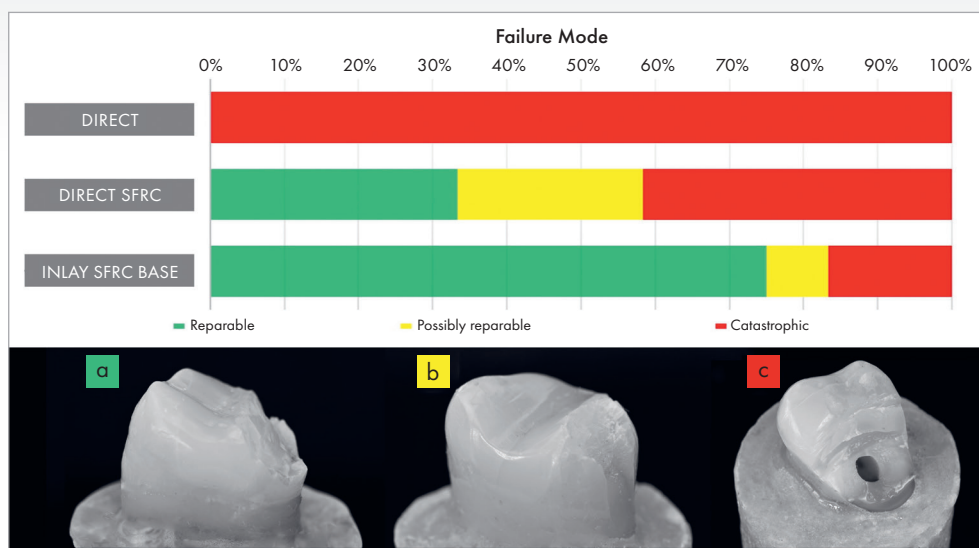 Failure Mode
0% 10% 20% 30% 40% 50% 60% 70% 80% 90% 100%
DIRECT
DIRECT SFRC
INLAY SFRC BASE
Reparable Possibly reparable Catastrophic
a b c